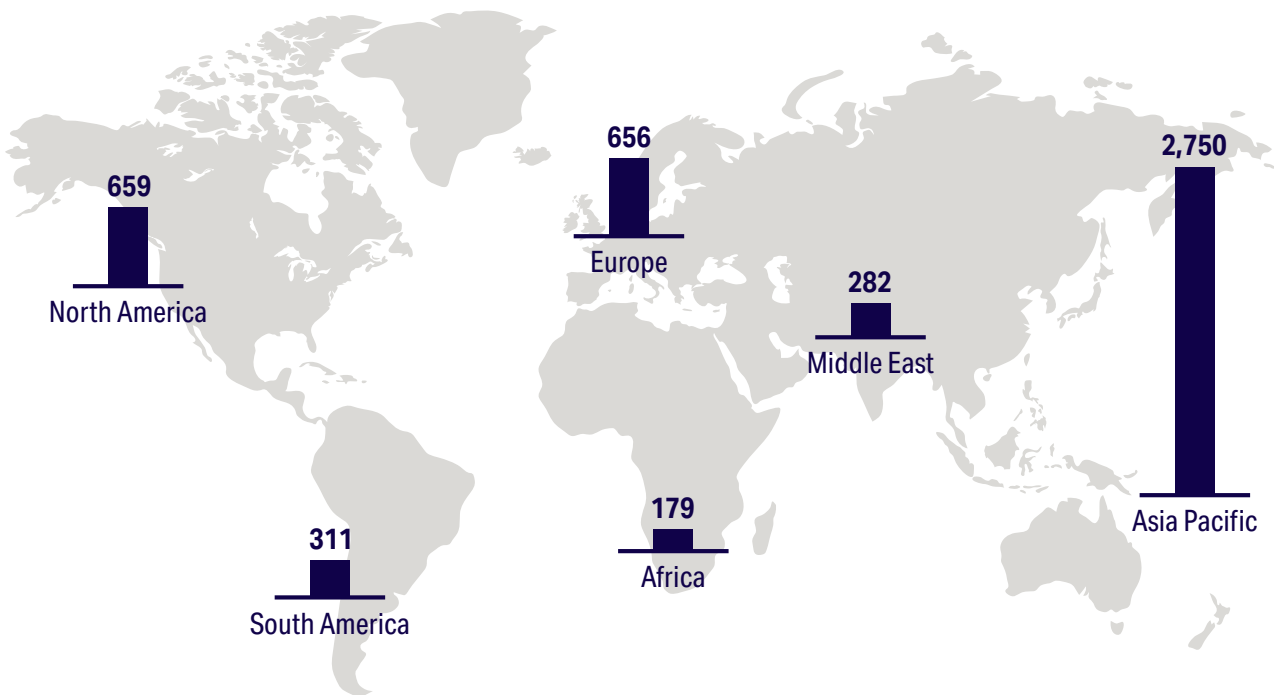 659
North America
656
Europe
282
Middle East
2,750
Asia Pacific
311
South America
179
Africa